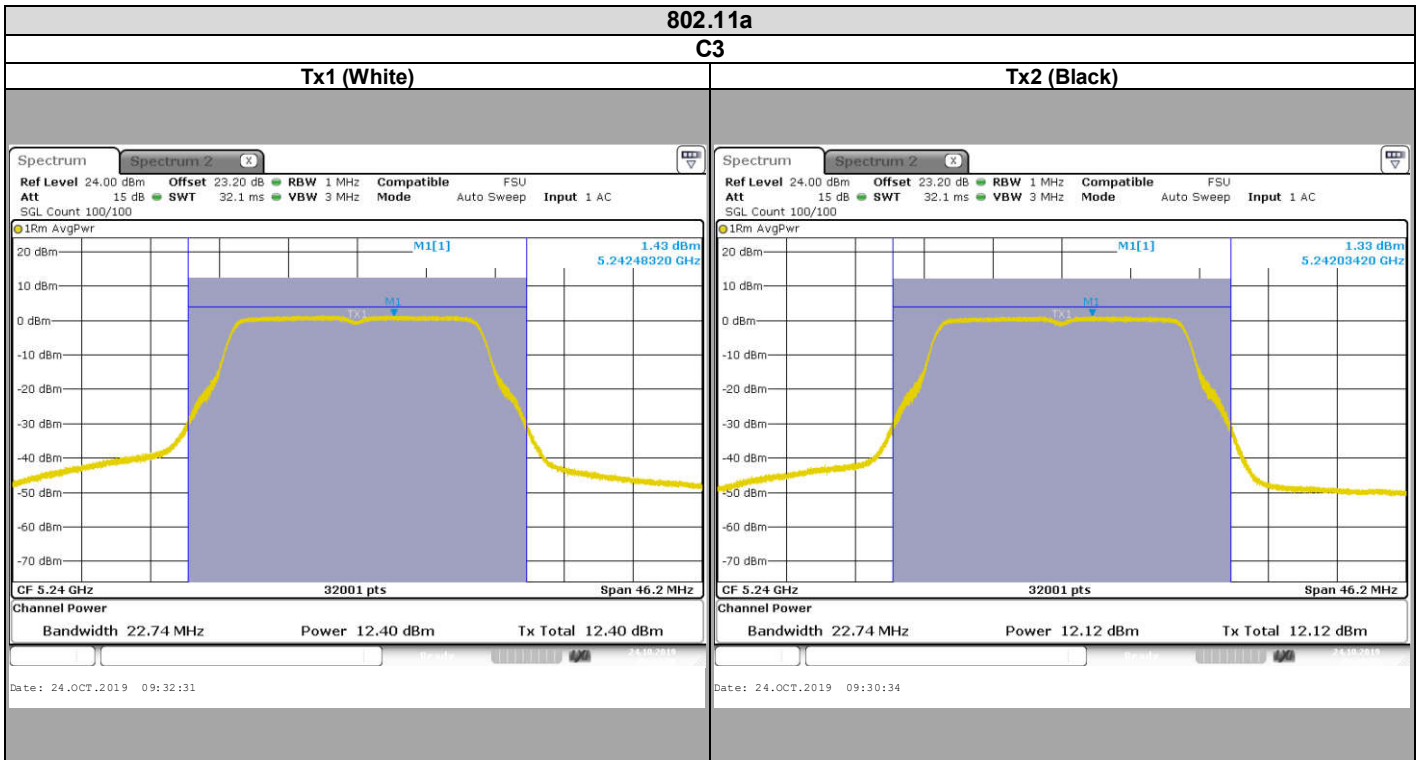 802.11a
C3
Tx1 (White)
Spectrum Spectrum 2 X
Ref Level 24.00 dBm Offset 23.20 dB RBW 1 MHz Compatible FSU
Att 15 dB SWT 32.1 ms VBW 3 MHz Mode Auto Sweep Input 1 AC
SGL Count 100/100
1Rm AvgPwr
M1[1] 1.43 dBm
5.24248320 GHz
20 dBm
10 dBm
M1
TX1
0 dBm
-10 dBm
-20 dBm
-30 dBm
-40 dBm
-50 dBm
-60 dBm
-70 dBm
CF 5.24 GHz 32001 pts Span 46.2 MHz
Channel Power
Bandwidth 22.74 MHz Power 12.40 dBm Tx Total 12.40 dBm
Ready 24.10.2019
Date: 24.OCT.2019 09:32:31
Tx2 (Black)
Spectrum Spectrum 2 X
Ref Level 24.00 dBm Offset 23.20 dB RBW 1 MHz Compatible FSU
Att 15 dB SWT 32.1 ms VBW 3 MHz Mode Auto Sweep Input 1 AC
SGL Count 100/100
1Rm AvgPwr
M1[1] 1.33 dBm
5.24203420 GHz
20 dBm
10 dBm
M1
TX1
0 dBm
-10 dBm
-20 dBm
-30 dBm
-40 dBm
-50 dBm
-60 dBm
-70 dBm
CF 5.24 GHz 32001 pts Span 46.2 MHz
Channel Power
Bandwidth 22.74 MHz Power 12.12 dBm Tx Total 12.12 dBm
Ready 24.10.2019
Date: 24.OCT.2019 09:30:34